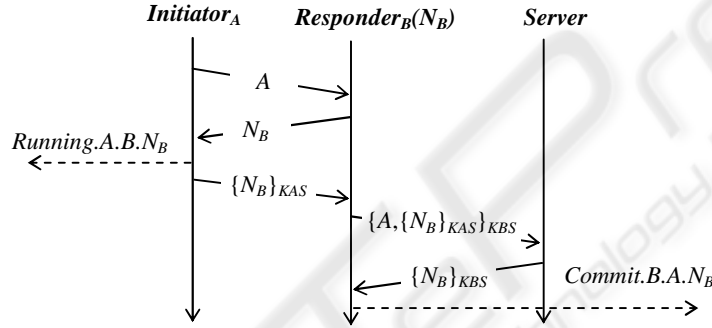 Initiator_A Responder_B(N_B) Server
A
N_B
Running.A.B.N_B
{N_B}_KAS
{A,{N_B}_KAS}_KBS
{N_B}_KBS Commit.B.A.N_B